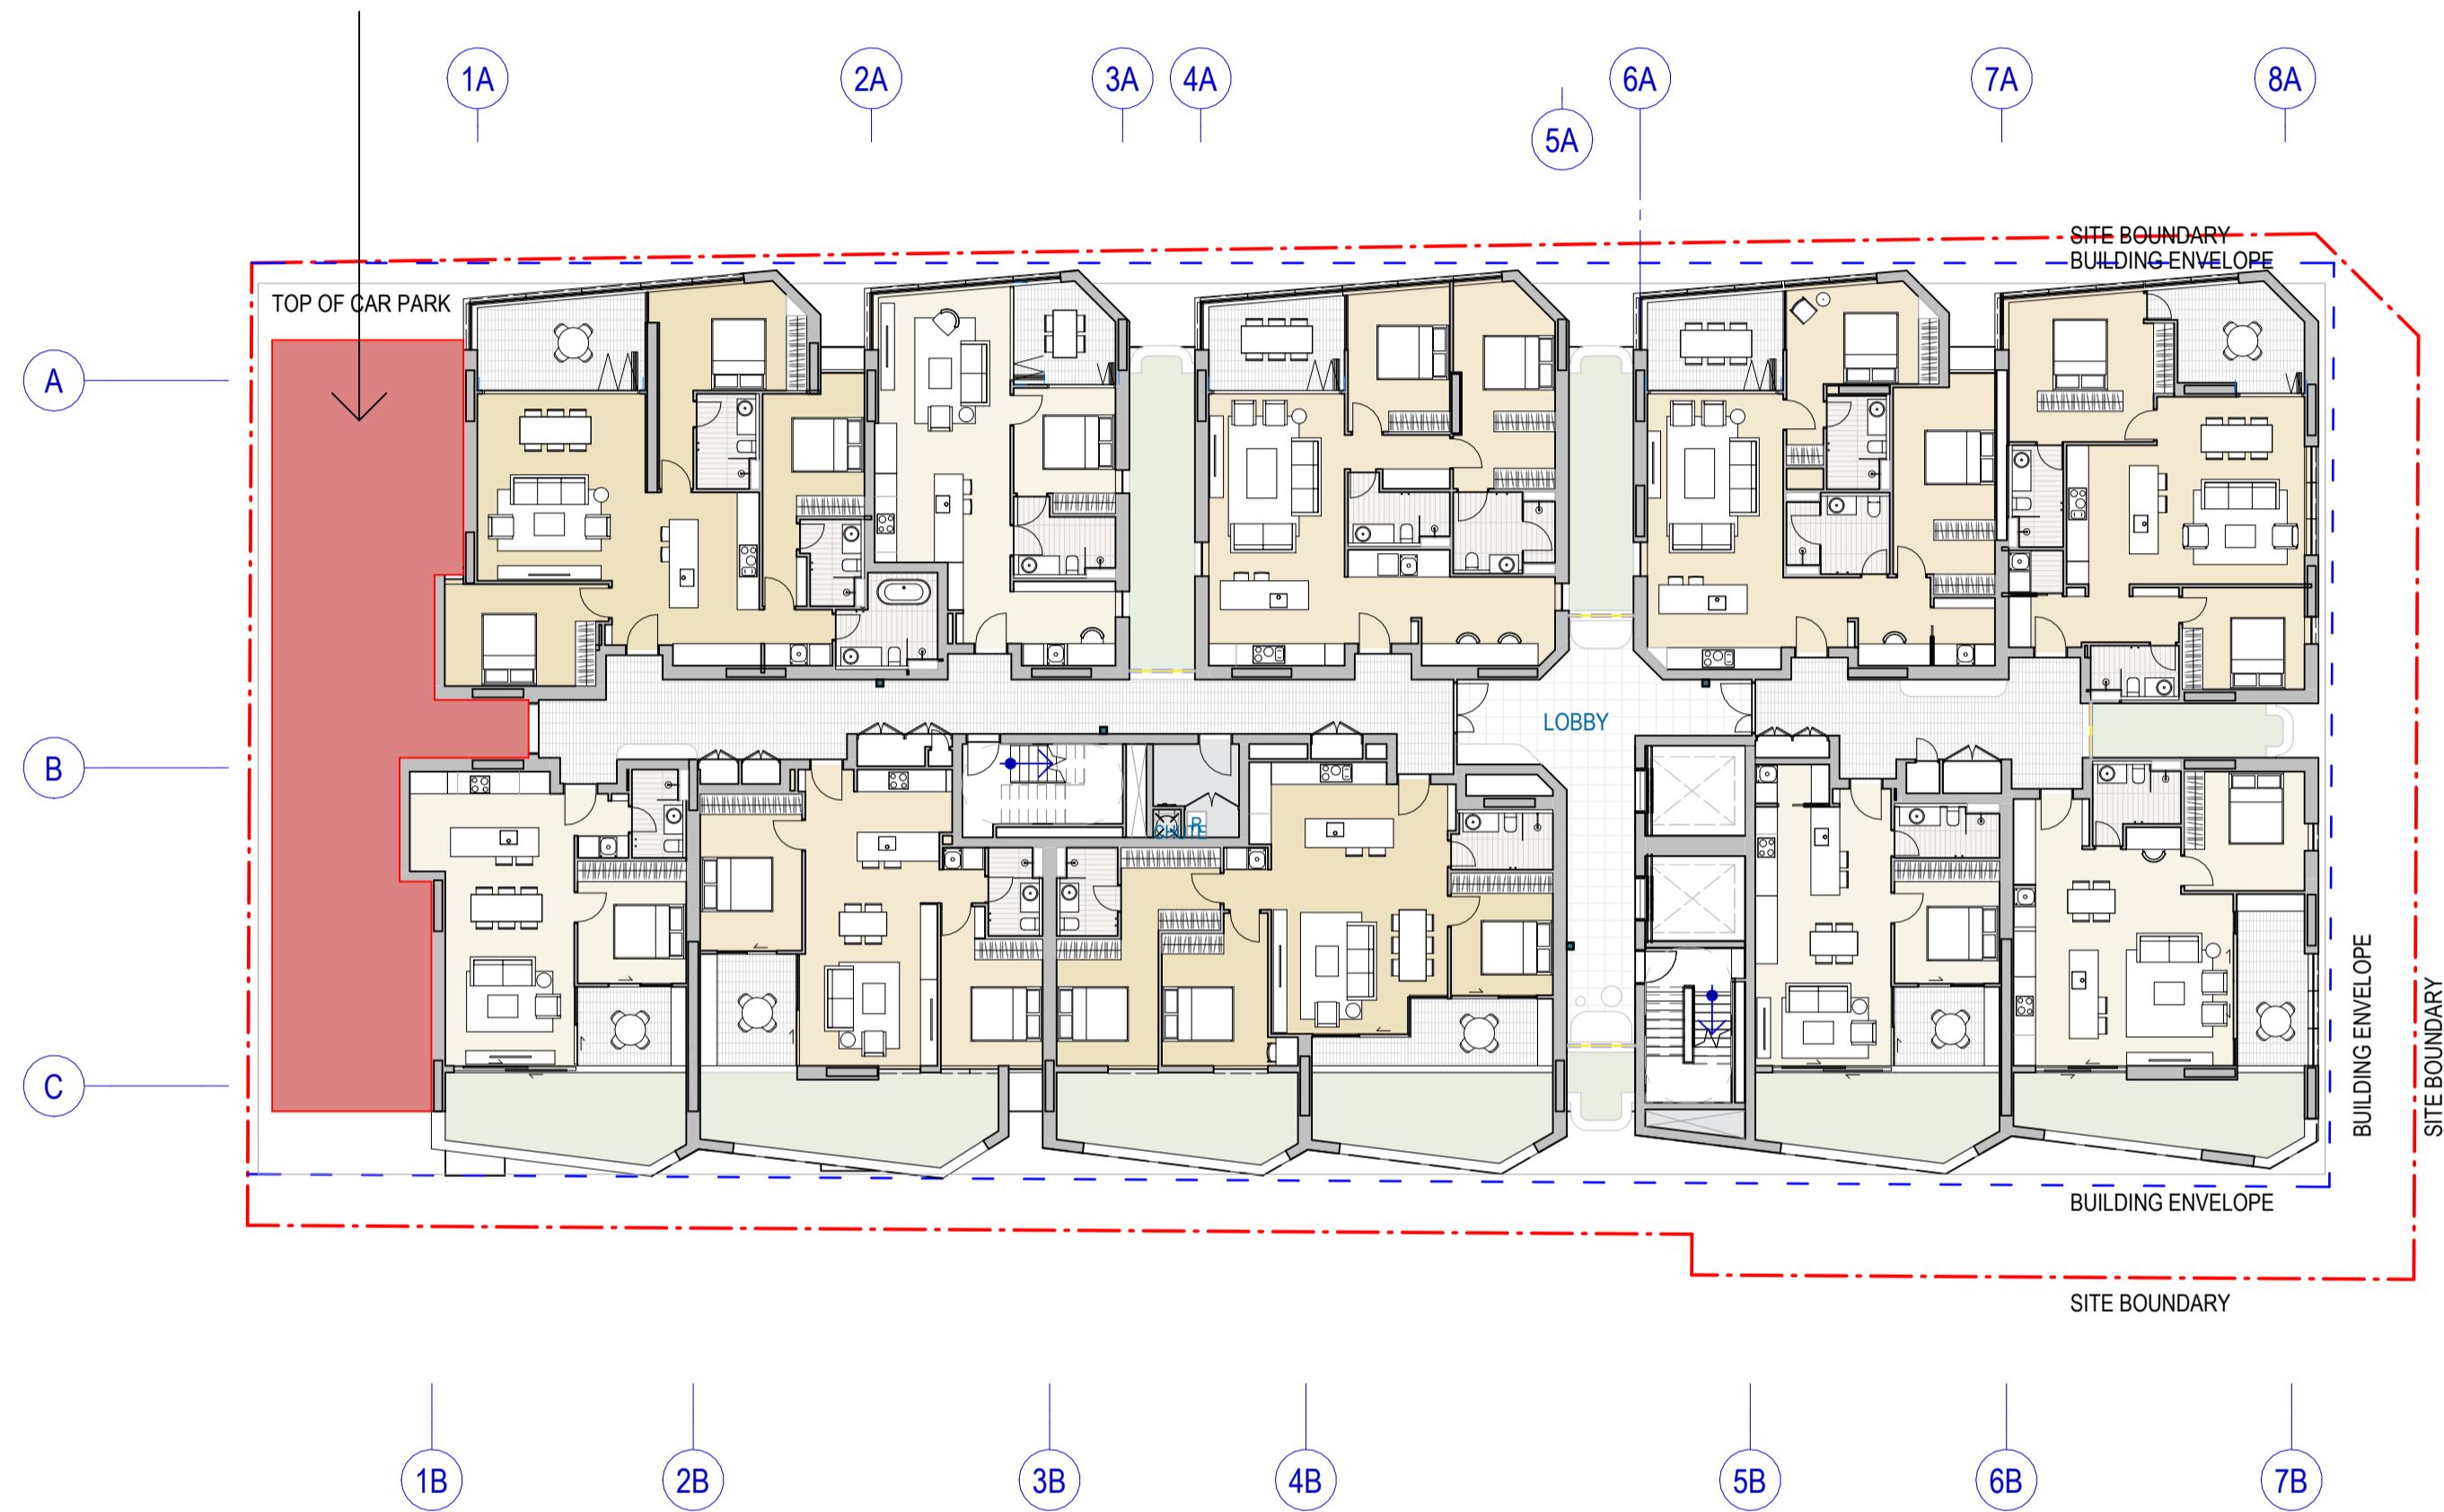 1A
2A
3A
4A
5A
6A
7A
8A
SITE BOUNDARY
BUILDING ENVELOPE
TOP OF CAR PARK
A
LOBBY
B
R
CHUTE
C
BUILDING ENVELOPE
SITE BOUNDARY
BUILDING ENVELOPE
SITE BOUNDARY
1B
2B
3B
4B
5B
6B
7B